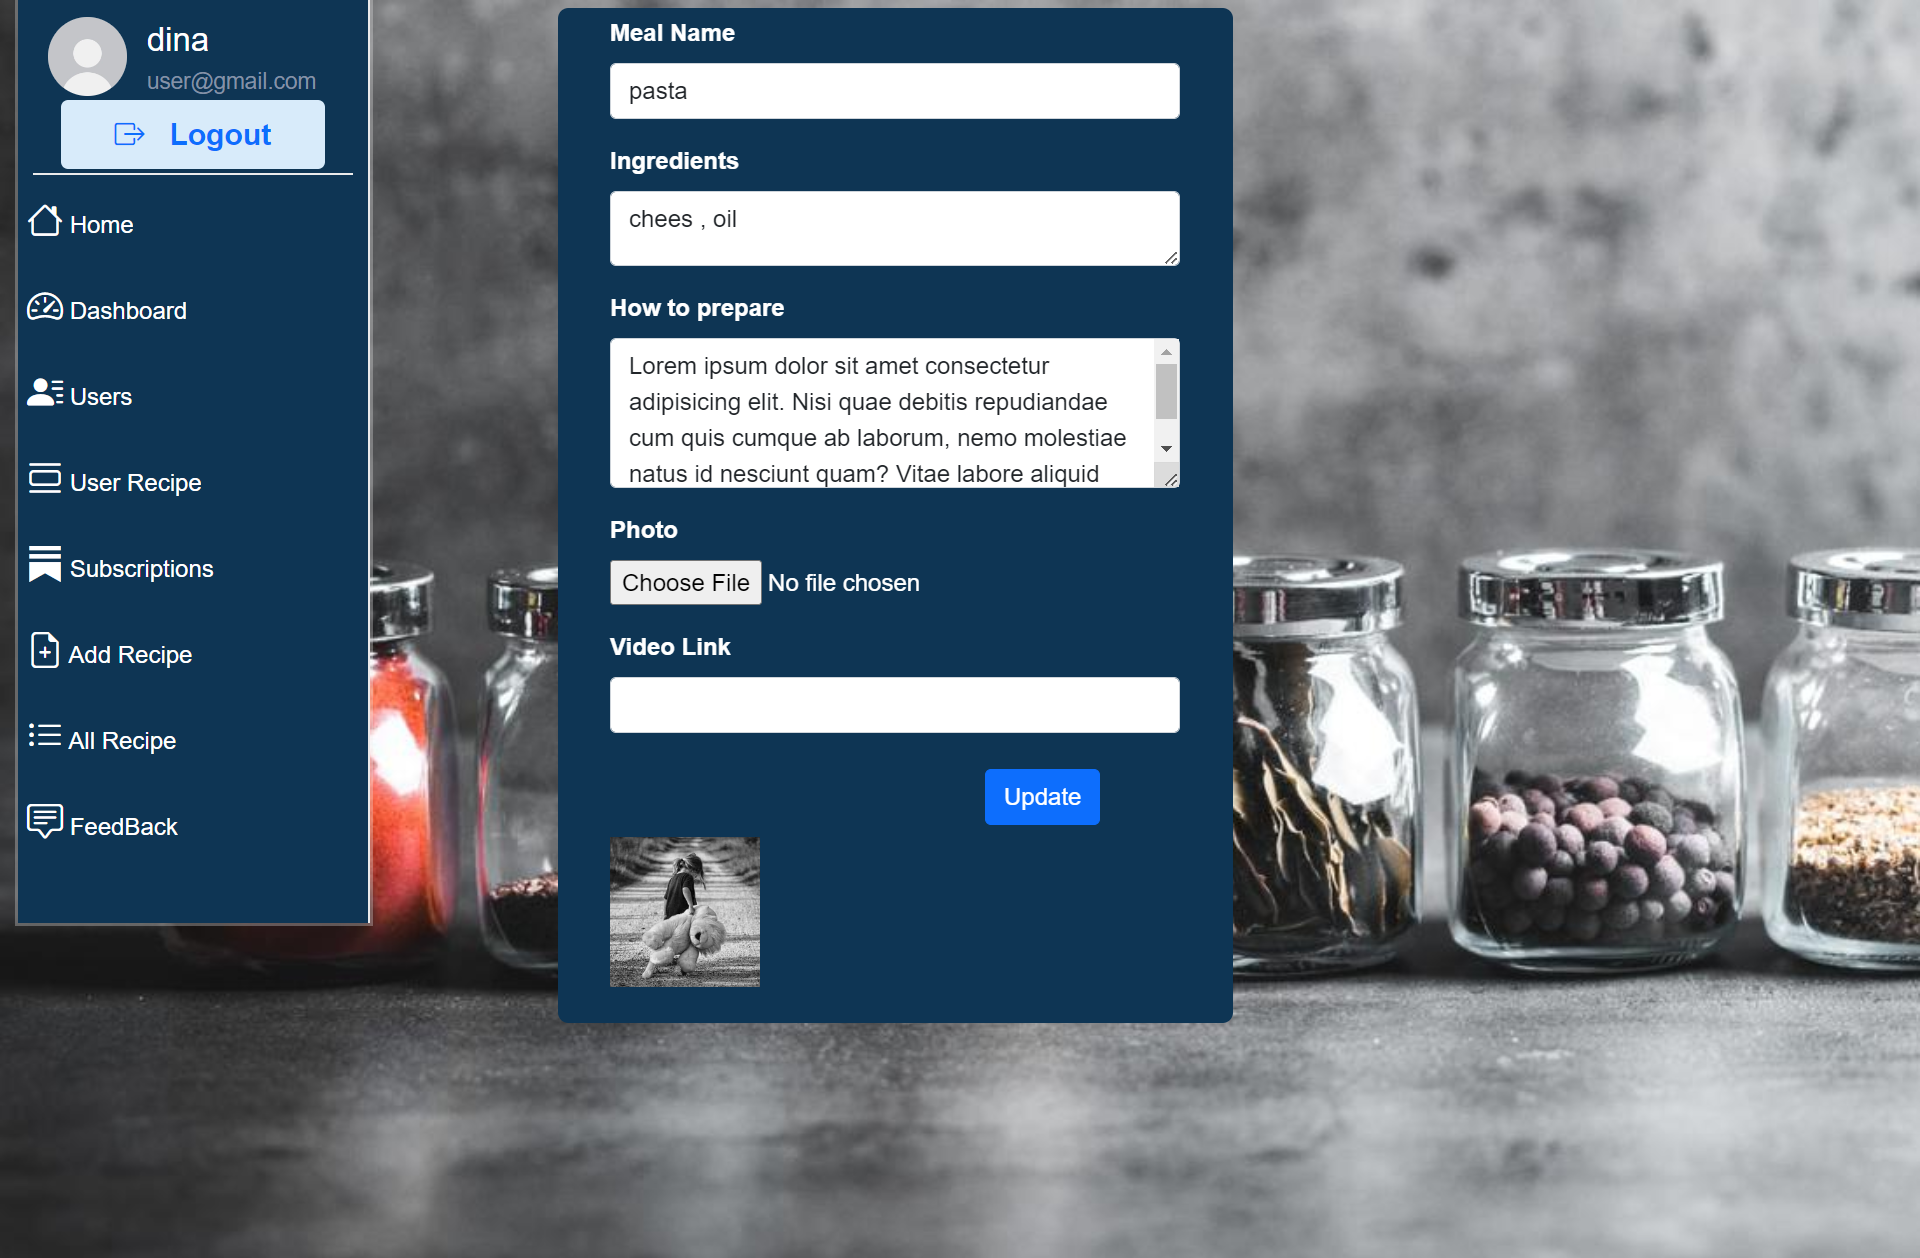 dina
user@gmail.com
Logout
Home
Dashboard
Users
User Recipe
Subscriptions
Add Recipe
All Recipe
FeedBack
Meal Name
pasta
Ingredients
chees , oil
How to prepare
Lorem ipsum dolor sit amet consectetur
adipisicing elit. Nisi quae debitis repudiandae
cum quis cumque ab laborum, nemo molestiae
natus id nesciunt quam? Vitae labore aliquid
Photo
Choose File No file chosen
Video Link
Update